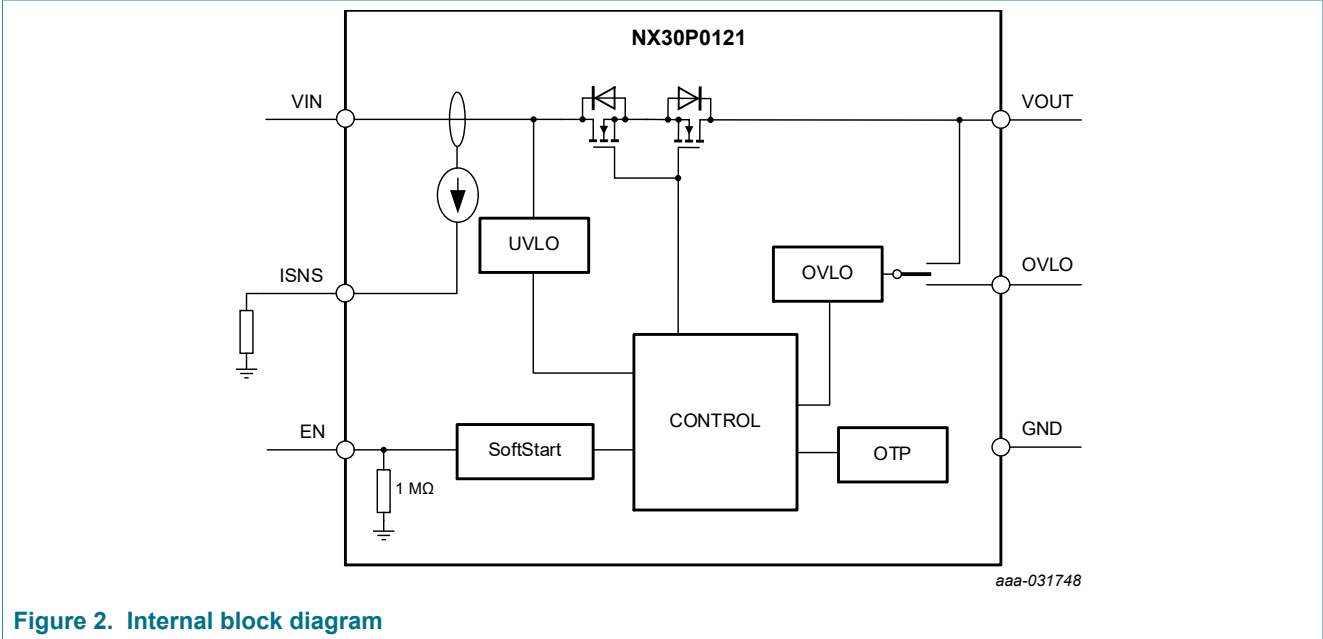 NX30P0121
VIN
VOUT
UVLO
OVLO
OVLO
ISNS
CONTROL
EN
SoftStart
GND
OTP
1 MΩ
aaa-031748
Figure 2. Internal block diagram